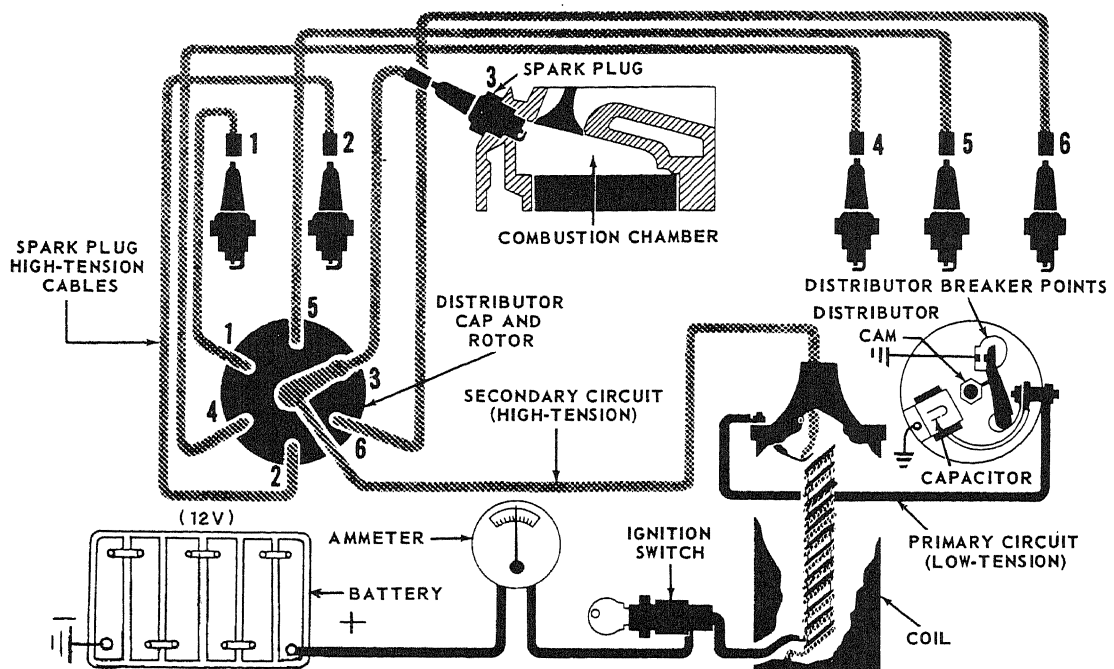 6
5
3
SPARK PLUG
1
2
4
5
6
COMBUSTION CHAMBER
SPARK PLUG
HIGH-TENSION
CABLES
DISTRIBUTOR BREAKER POINTS
DISTRIBUTOR
CAM
5
DISTRIBUTOR
CAP AND
ROTOR
1
3
4
6
2
SECONDARY CIRCUIT
(HIGH-TENSION)
CAPACITOR
(12V)
AMMETER
IGNITION
SWITCH
PRIMARY CIRCUIT
(LOW-TENSION)
BATTERY
+
COIL